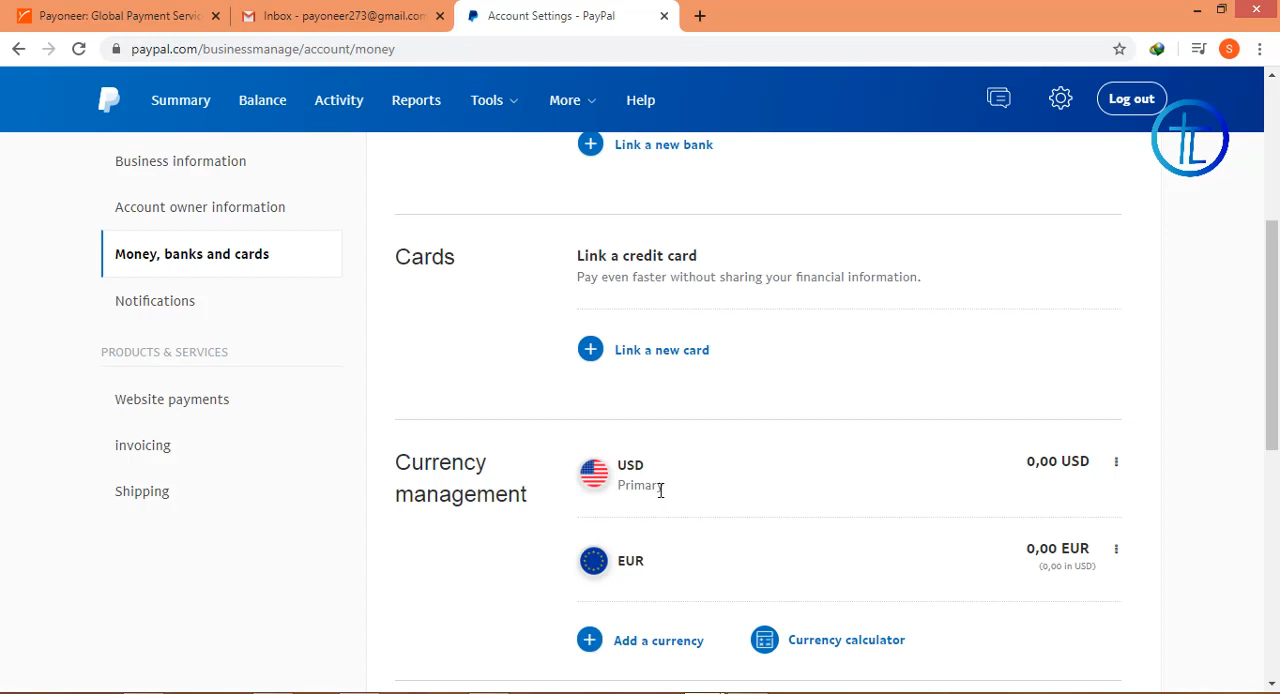 Payoneer: Global Payment Servic
Inbox - payoneer273@gmail.com
Account Settings - PayPal
paypal.com/businessmanage/account/money
S
Summary
Balance
Activity
Reports
Tools
More
Help
Log out
Business information
Account owner information
Money, banks and cards
Notifications
PRODUCTS & SERVICES
Website payments
invoicing
Shipping
Link a new bank
Cards
Link a credit card
Pay even faster without sharing your financial information.
Link a new card
Currency
management
USD
Primary
0,00 USD
EUR
0,00 EUR
(0,00 in USD)
Add a currency
Currency calculator